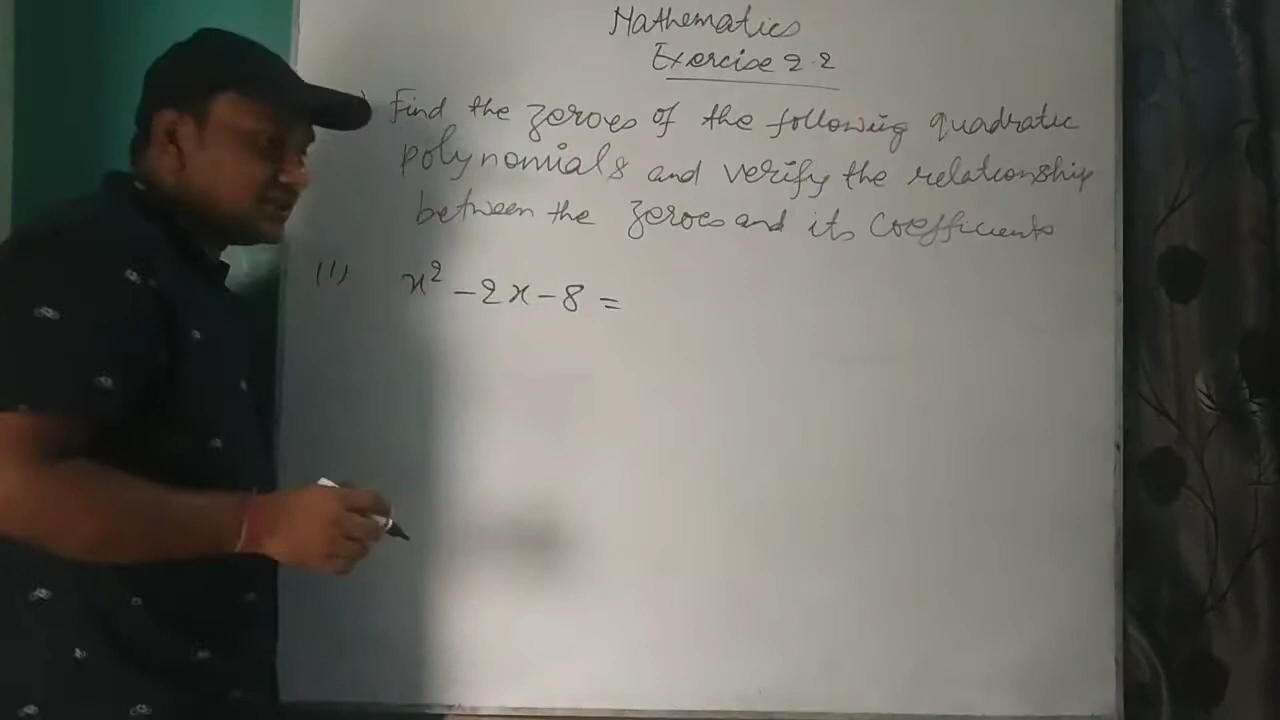 Mathematics
Exercise 2.2
Find the zeroes of the following quadratic
polynomials and verify the relationship
between the zeroes and its coefficients
(1) x² - 2x - 8 =